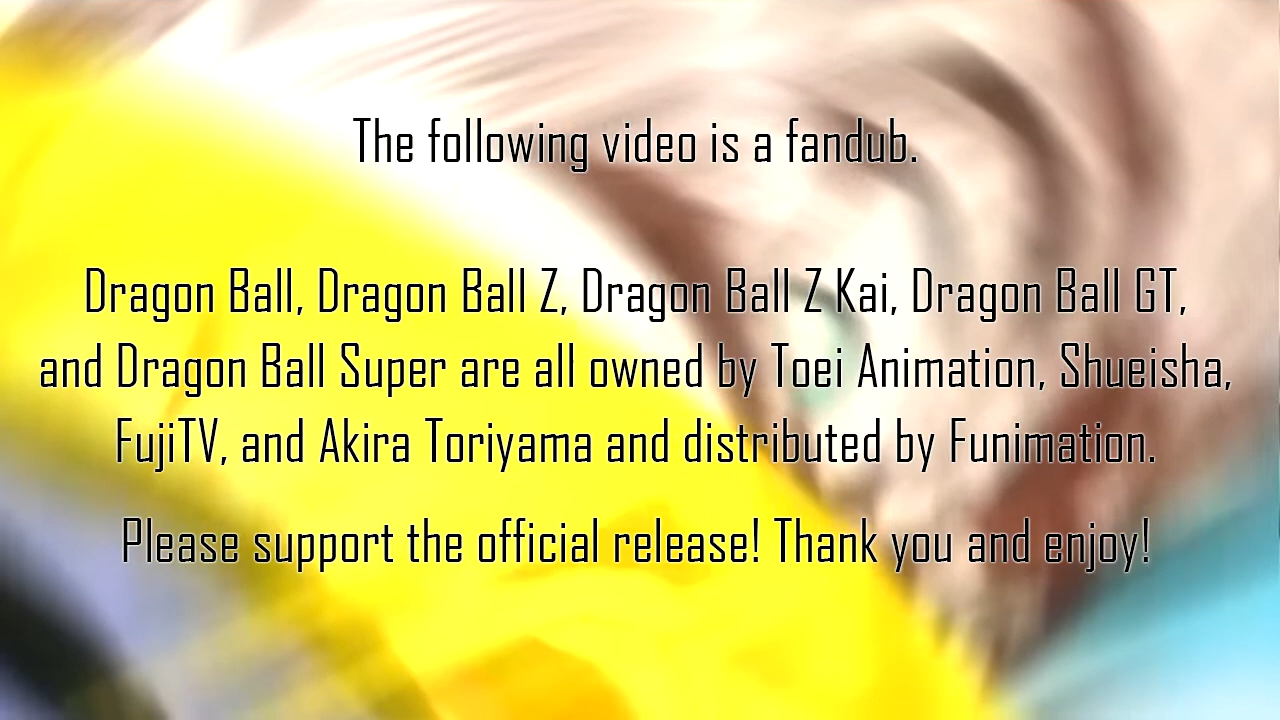 The following video is a fandub.
Dragon Ball, Dragon Ball Z, Dragon Ball Z Kai, Dragon Ball GT,
and Dragon Ball Super are all owned by Toei Animation, Shueisha,
FujiTV, and Akira Toriyama and distributed by Funimation.
Please support the official release! Thank you and enjoy!